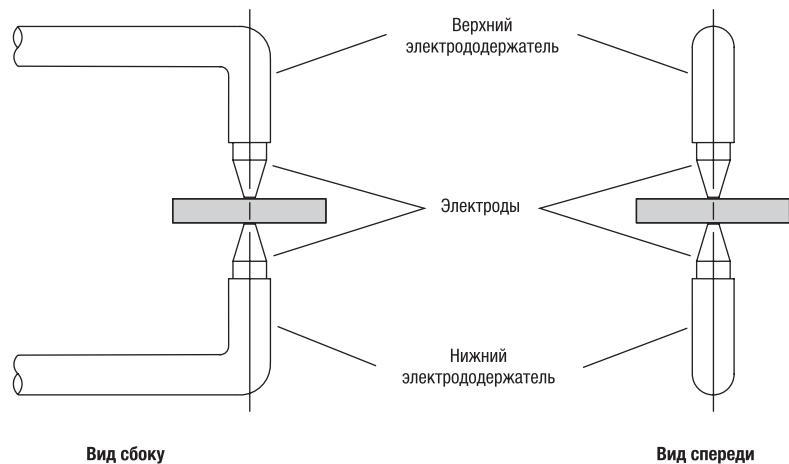 Верхний
электрододержатель
Электроды
Нижний
электрододержатель
Вид сбоку
Вид спереди